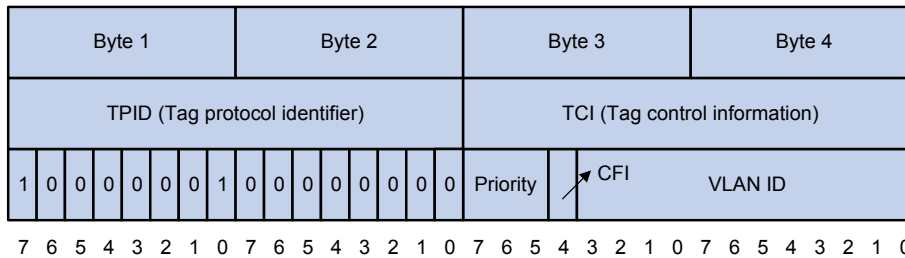 Byte 1 Byte 2 Byte 3 Byte 4
TPID (Tag protocol identifier) TCI (Tag control information)
1 0 0 0 0 0 0 1 0 0 0 0 0 0 0 0 Priority CFI VLAN ID
7 6 5 4 3 2 1 0 7 6 5 4 3 2 1 0 7 6 5 4 3 2 1 0 7 6 5 4 3 2 1 0